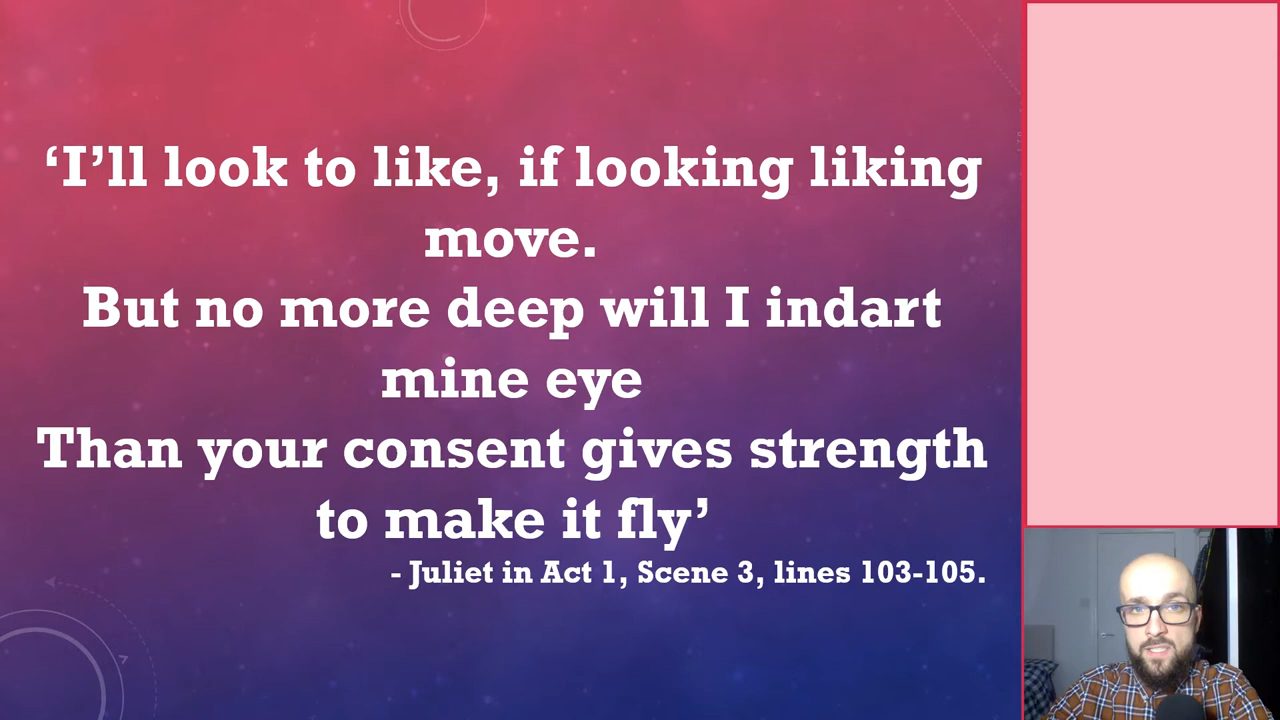 ‘I’ll look to like, if looking liking
move.
But no more deep will I indart
mine eye
Than your consent gives strength
to make it fly’
- Juliet in Act 1, Scene 3, lines 103-105.